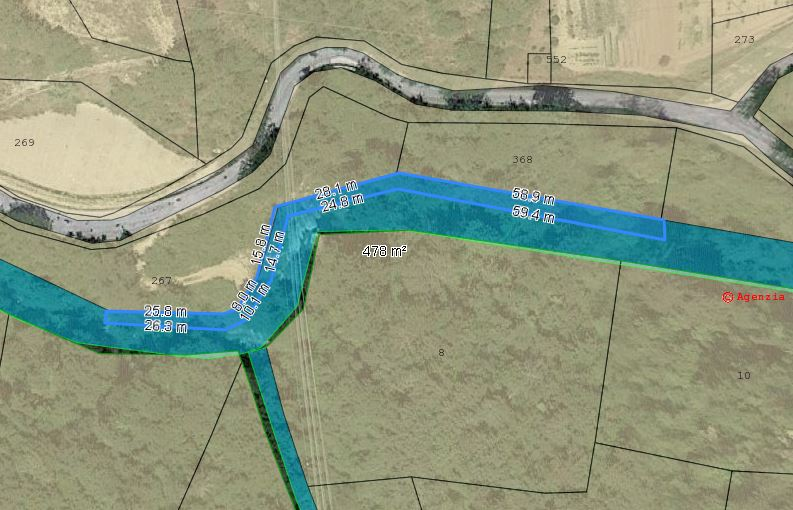 273
552
269
368
28.1 m
24.8 m
58.9 m
59.4 m
15.8 m
14.7 m
478 m²
267
8.0 m
10.1 m
© Agenzia
25.8 m
26.3 m
8
10